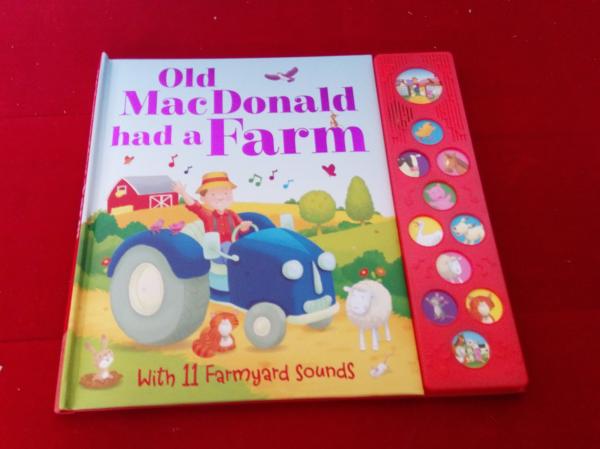 Old
MacDonald
had a Farm
With 11 Farmyard Sounds